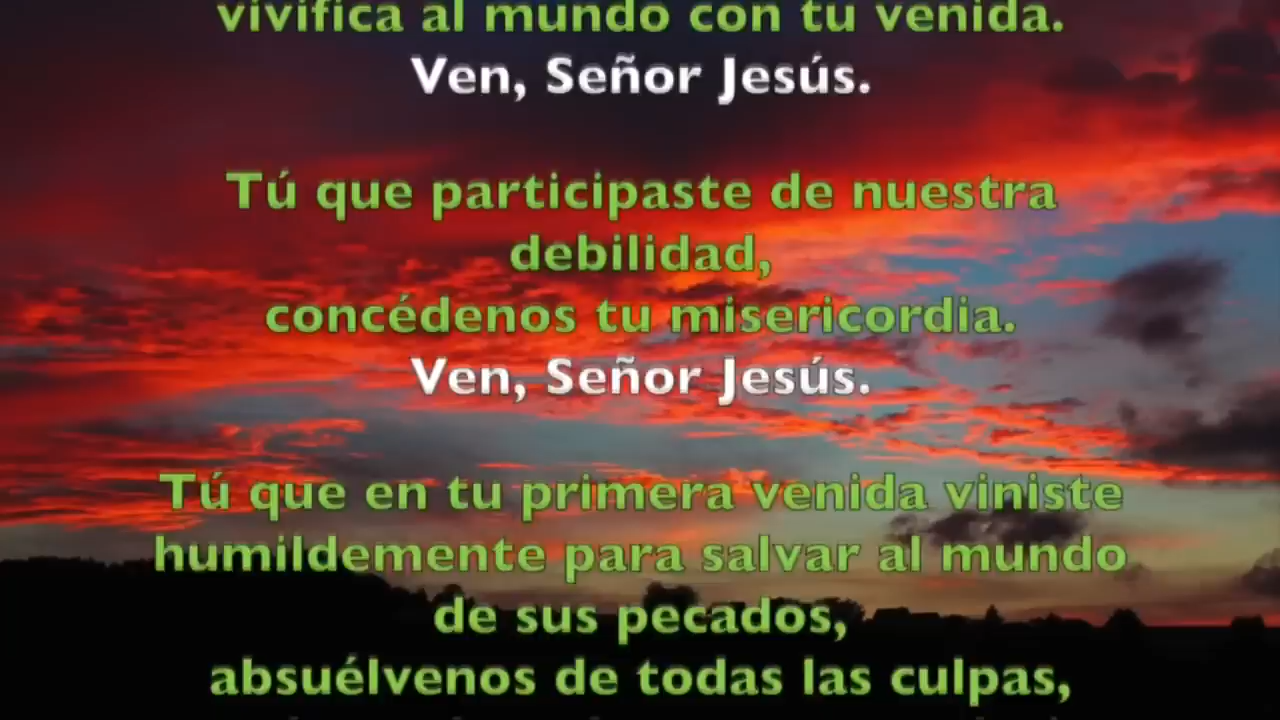 vivifica al mundo con tu venida.
Ven, Señor Jesús.
Tú que participaste de nuestra
debilidad,
concédenos tu misericordia.
Ven, Señor Jesús.
Tú que en tu primera venida viniste
humildemente para salvar al mundo
de sus pecados,
absuélvenos de todas las culpas,